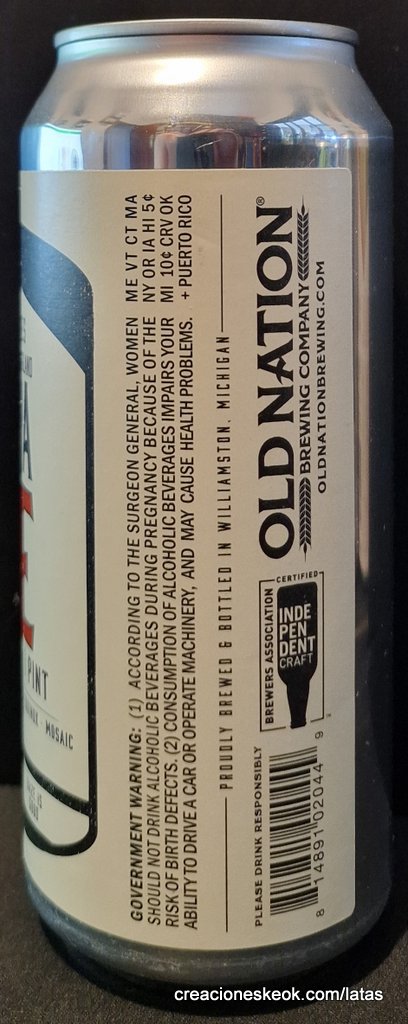 PINT
MOSAIC
GOVERNMENT WARNING: (1) ACCORDING TO THE SURGEON GENERAL, WOMEN
SHOULD NOT DRINK ALCOHOLIC BEVERAGES DURING PREGNANCY BECAUSE OF THE
RISK OF BIRTH DEFECTS. (2) CONSUMPTION OF ALCOHOLIC BEVERAGES IMPAIRS YOUR
ABILITY TO DRIVE A CAR OR OPERATE MACHINERY, AND MAY CAUSE HEALTH PROBLEMS.
ME VT CT MA
NY OR IA HI 5¢
MI 10¢ CRV OK
+ PUERTO RICO
PROUDLY BREWED & BOTTLED IN WILLIAMSTON, MICHIGAN
PLEASE DRINK RESPONSIBLY
8 14891 02044 9
BREWERS ASSOCIATION
CERTIFIED
INDE
PEN
DENT
CRAFT
OLD NATION®
BREWING COMPANY
OLDNATIONBREWING.COM
creacioneskeok.com/latas